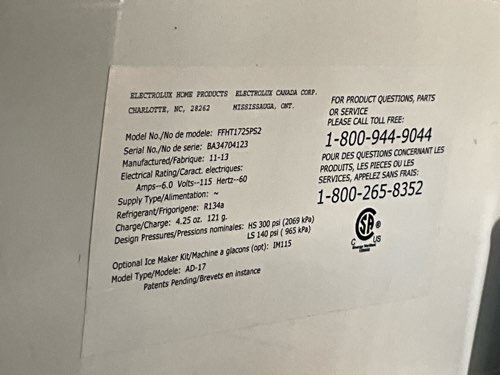 ELECTROLUX HOME PRODUCTS ELECTROLUX CANADA CORP.
CHARLOTTE, NC, 28262 MISSISSAUGA, ONT.
Model No./No de modele: FFHT1725PS2
Serial No./No de serie: BA34704123
Manufactured/Fabrique: 11-13
Electrical Rating/Caract. electriques:
Amps--6.0 Volts--115 Hertz--60
Supply Type/Alimentation: ~
Refrigerant/Frigorigene: R134a
Charge/Charge: 4.25 oz. 121 g.
Design Pressures/Pressions nominales: HS 300 psi (2069 kPa)
LS 140 psi ( 965 kPa)
Optional Ice Maker Kit/Machine a glacons (opt): IM115
Model Type/Modele: AD-17
Patents Pending/Brevets en instance
FOR PRODUCT QUESTIONS, PARTS
OR SERVICE
PLEASE CALL TOLL FREE:
1-800-944-9044
POUR DES QUESTIONS CONCERNANT LES
PRODUITS, LES PIECES OU LES
SERVICES, APPELEZ SANS FRAIS:
1-800-265-8352
SA
C US
Energy Verified